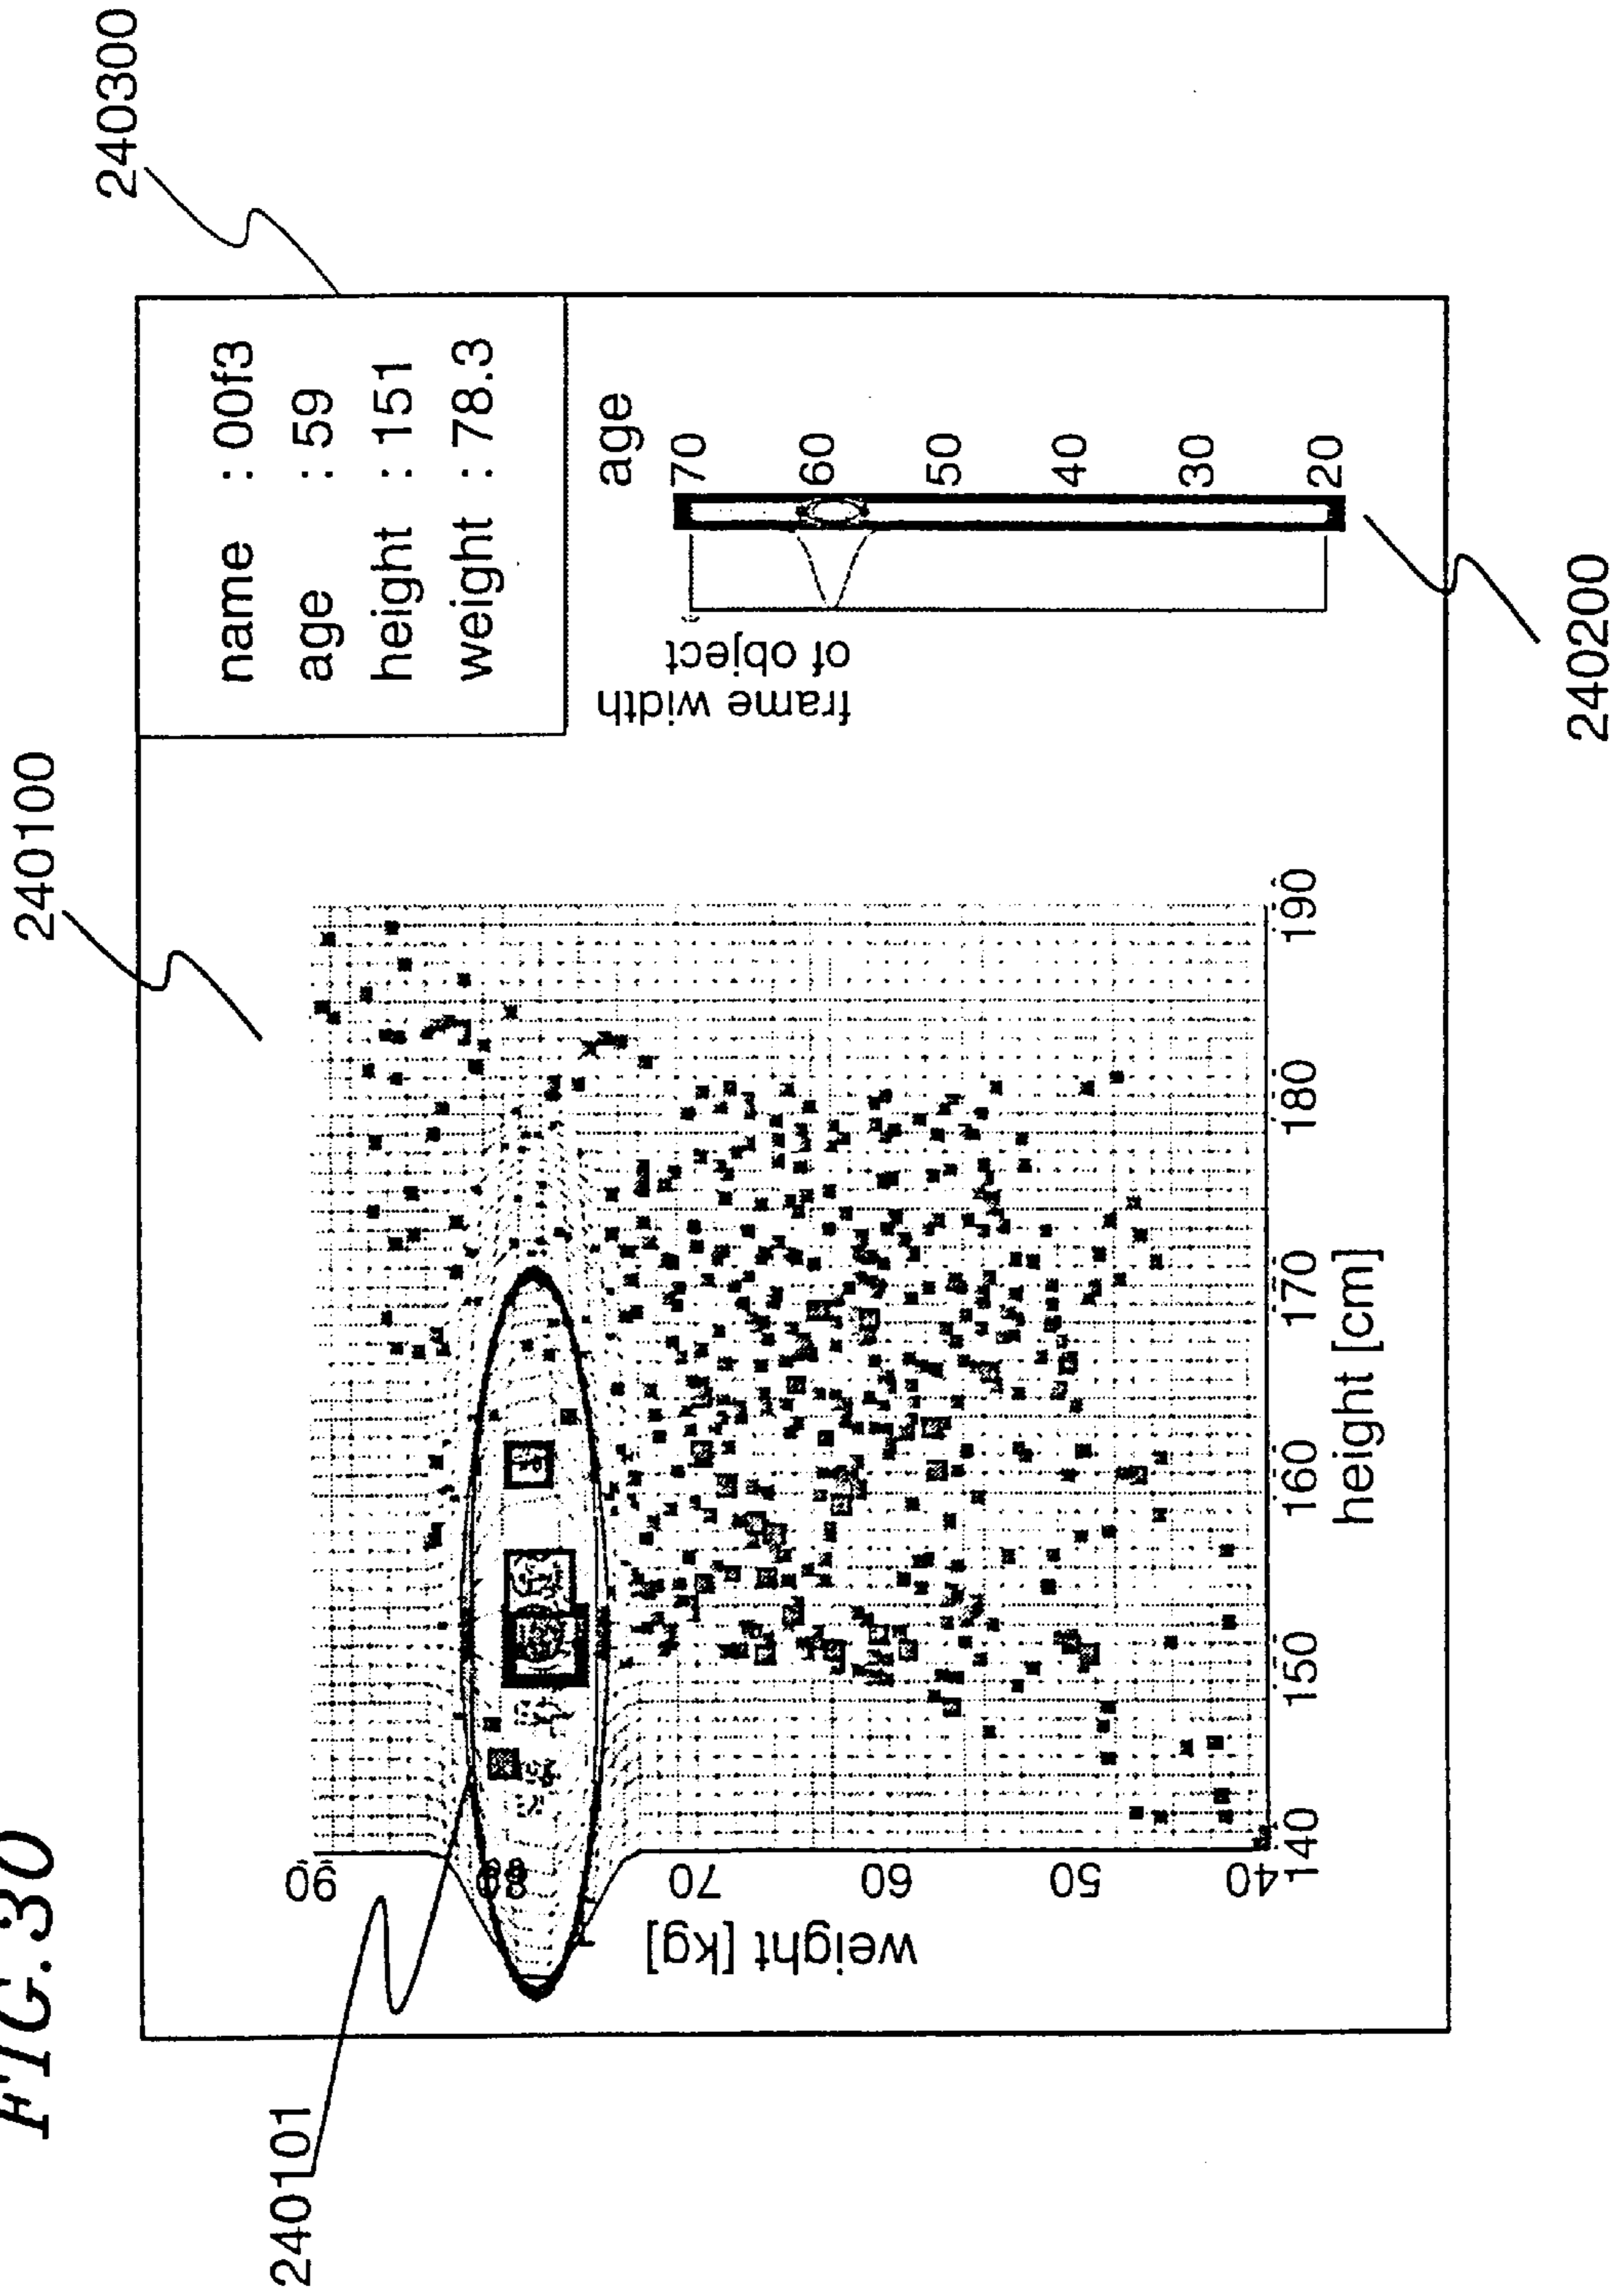 FIG. 30
240100
240300
240101
name : 00f3
age : 59
height : 151
weight : 78.3
90
70
60
50
40
weight [kg]
140
150
160
170
180
190
height [cm]
frame width
of object
age
70
60
50
40
30
20
240200